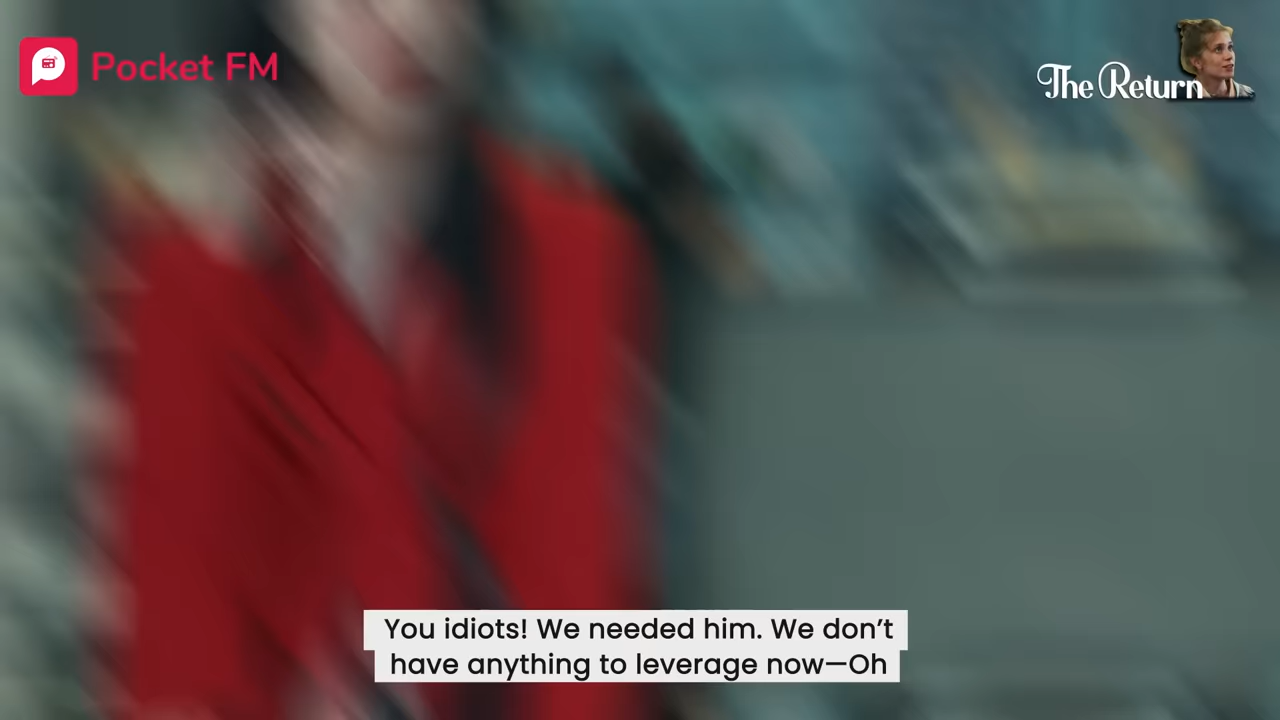 Pocket FM
The Return
You idiots! We needed him. We don’t
have anything to leverage now—Oh